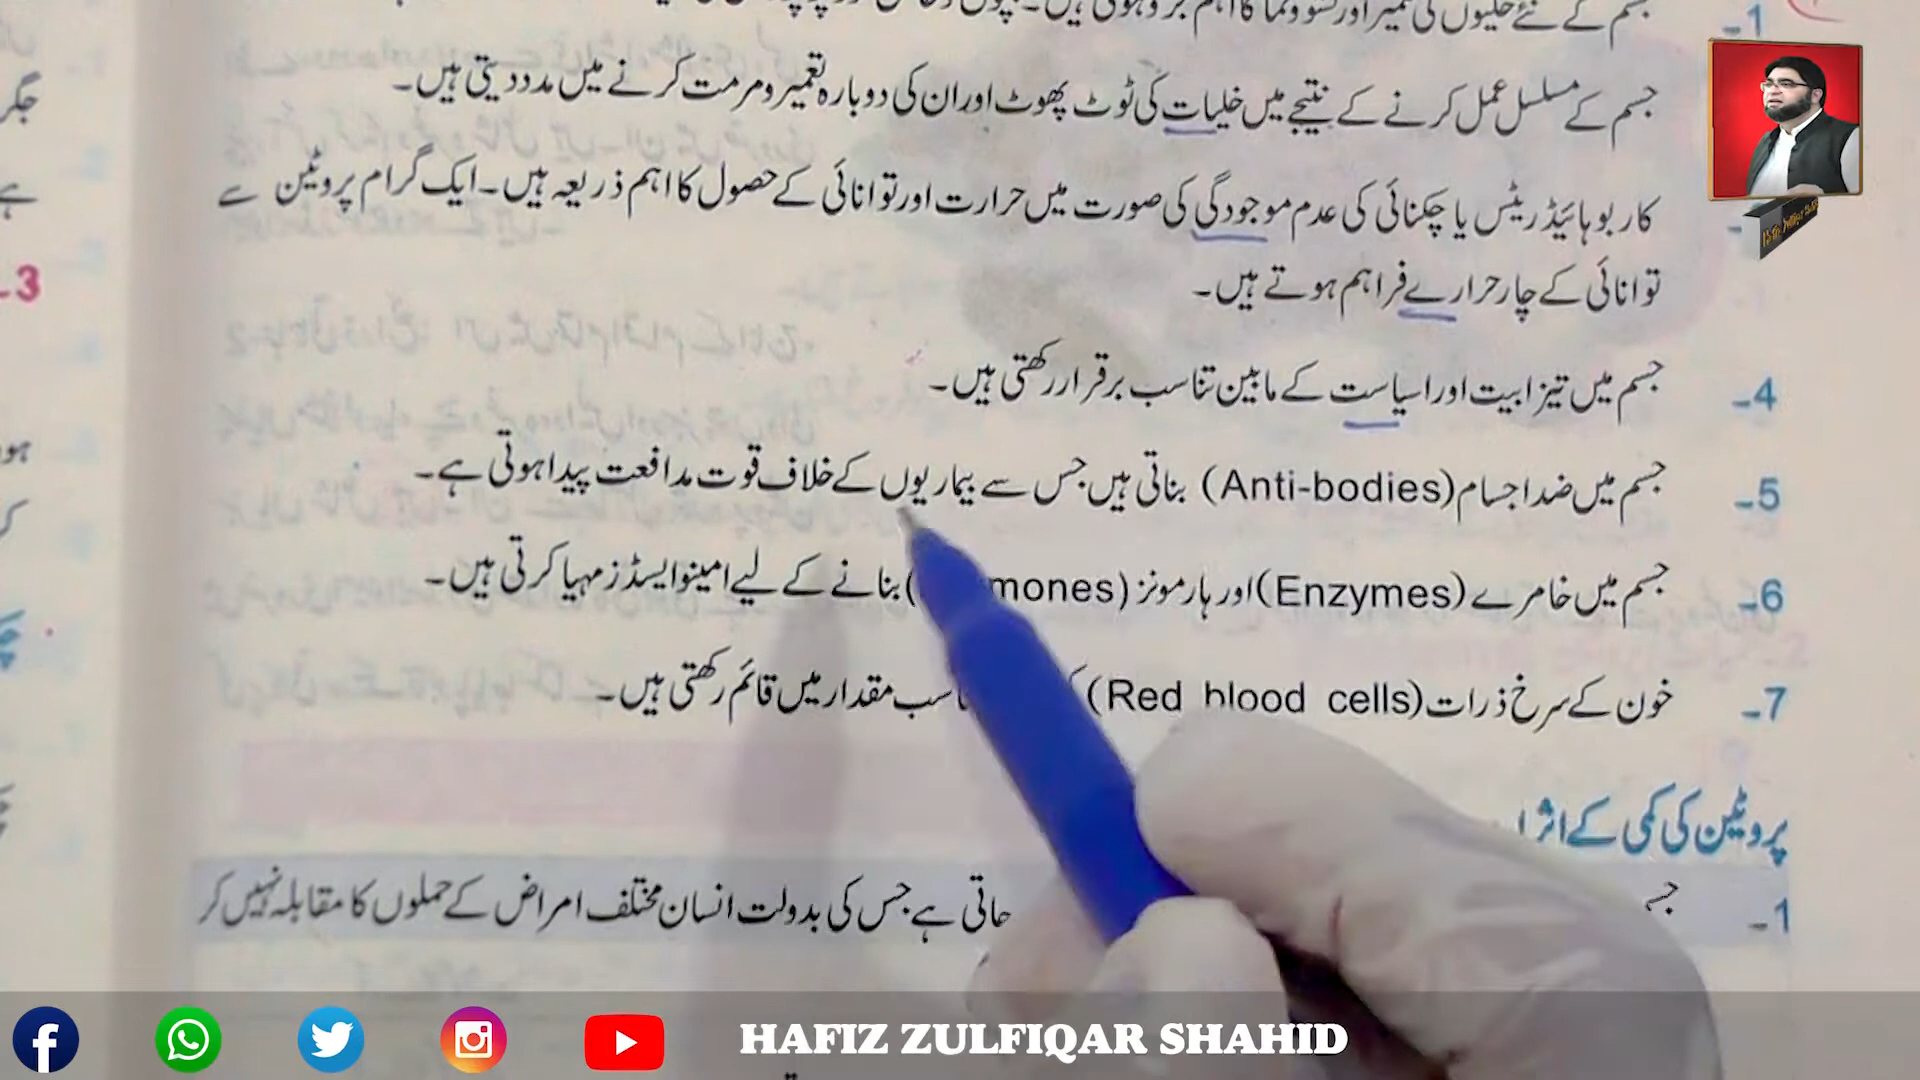 1- جسم کے نئے خلیوں کی تعمیر اور نشوونما کا اہم جزو ہوتی ہیں۔
جسم کے مسلسل عمل کرنے کے نتیجے میں خلیات کی ٹوٹ پھوٹ اور ان کی دوبارہ تعمیر و مرمت کرنے میں مدد دیتی ہیں۔
کاربوہائیڈریٹس یا چکنائی کی عدم موجودگی کی صورت میں حرارت اور توانائی کے حصول کا اہم ذریعہ ہیں۔ ایک گرام پروٹین سے
توانائی کے چار حرارے فراہم ہوتے ہیں۔
4- جسم میں تیزابیت اور اسیاست کے مابین تناسب برقرار رکھتی ہیں۔
5- جسم میں ضد اجسام (Anti-bodies) بناتی ہیں جس سے بیماریوں کے خلاف قوت مدافعت پیدا ہوتی ہے۔
6- جسم میں خامرے (Enzymes) اور ہارمونز (mones) بنانے کے لیے امینو ایسڈز مہیا کرتی ہیں۔
7- خون کے سرخ ذرات (Red blood cells) مقدار میں قائم رکھتی ہیں۔
پروٹین کی کمی کے اثرا
1- جاتی ہے جس کی بدولت انسان مختلف امراض کے حملوں کا مقابلہ نہیں کر
جگر
ہے
3-
HAFIZ ZULFIQAR SHAHID